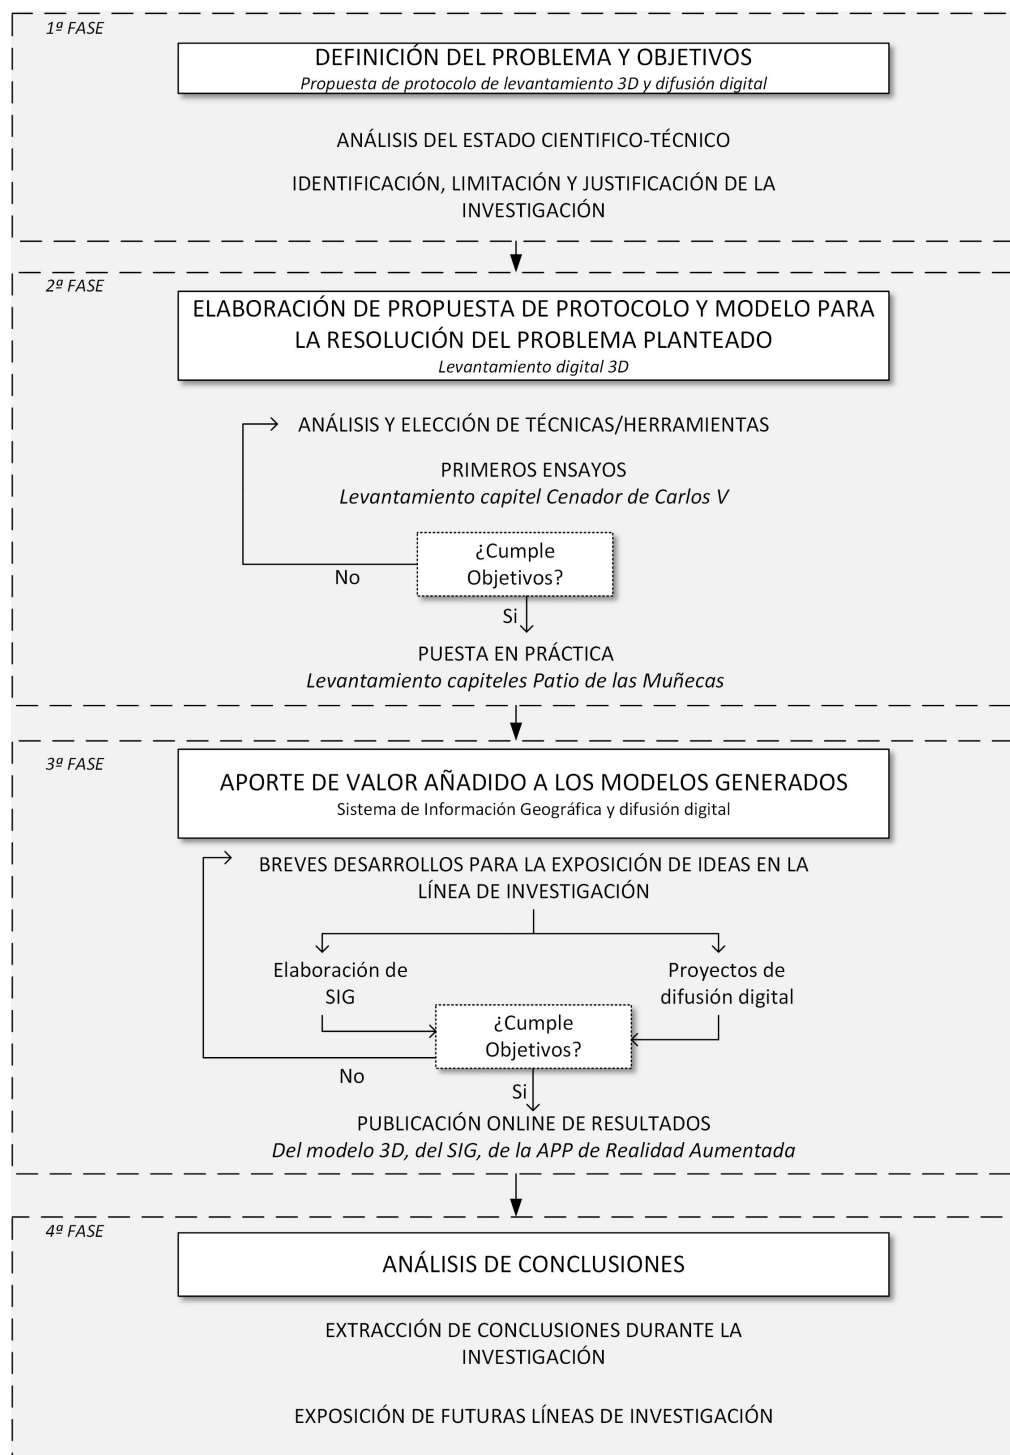 1ª FASE
DEFINICIÓN DEL PROBLEMA Y OBJETIVOS
Propuesta de protocolo de levantamiento 3D y difusión digital
ANÁLISIS DEL ESTADO CIENTIFICO-TÉCNICO
IDENTIFICACIÓN, LIMITACIÓN Y JUSTIFICACIÓN DE LA
INVESTIGACIÓN
2ª FASE
ELABORACIÓN DE PROPUESTA DE PROTOCOLO Y MODELO PARA
LA RESOLUCIÓN DEL PROBLEMA PLANTEADO
Levantamiento digital 3D
ANÁLISIS Y ELECCIÓN DE TÉCNICAS/HERRAMIENTAS
PRIMEROS ENSAYOS
Levantamiento capitel Cenador de Carlos V
¿Cumple
Objetivos?
No
Si
PUESTA EN PRÁCTICA
Levantamiento capiteles Patio de las Muñecas
3ª FASE
APORTE DE VALOR AÑADIDO A LOS MODELOS GENERADOS
Sistema de Información Geográfica y difusión digital
BREVES DESARROLLOS PARA LA EXPOSICIÓN DE IDEAS EN LA
LÍNEA DE INVESTIGACIÓN
Elaboración de
SIG
Proyectos de
difusión digital
¿Cumple
Objetivos?
No
Si
PUBLICACIÓN ONLINE DE RESULTADOS
Del modelo 3D, del SIG, de la APP de Realidad Aumentada
4ª FASE
ANÁLISIS DE CONCLUSIONES
EXTRACCIÓN DE CONCLUSIONES DURANTE LA
INVESTIGACIÓN
EXPOSICIÓN DE FUTURAS LÍNEAS DE INVESTIGACIÓN